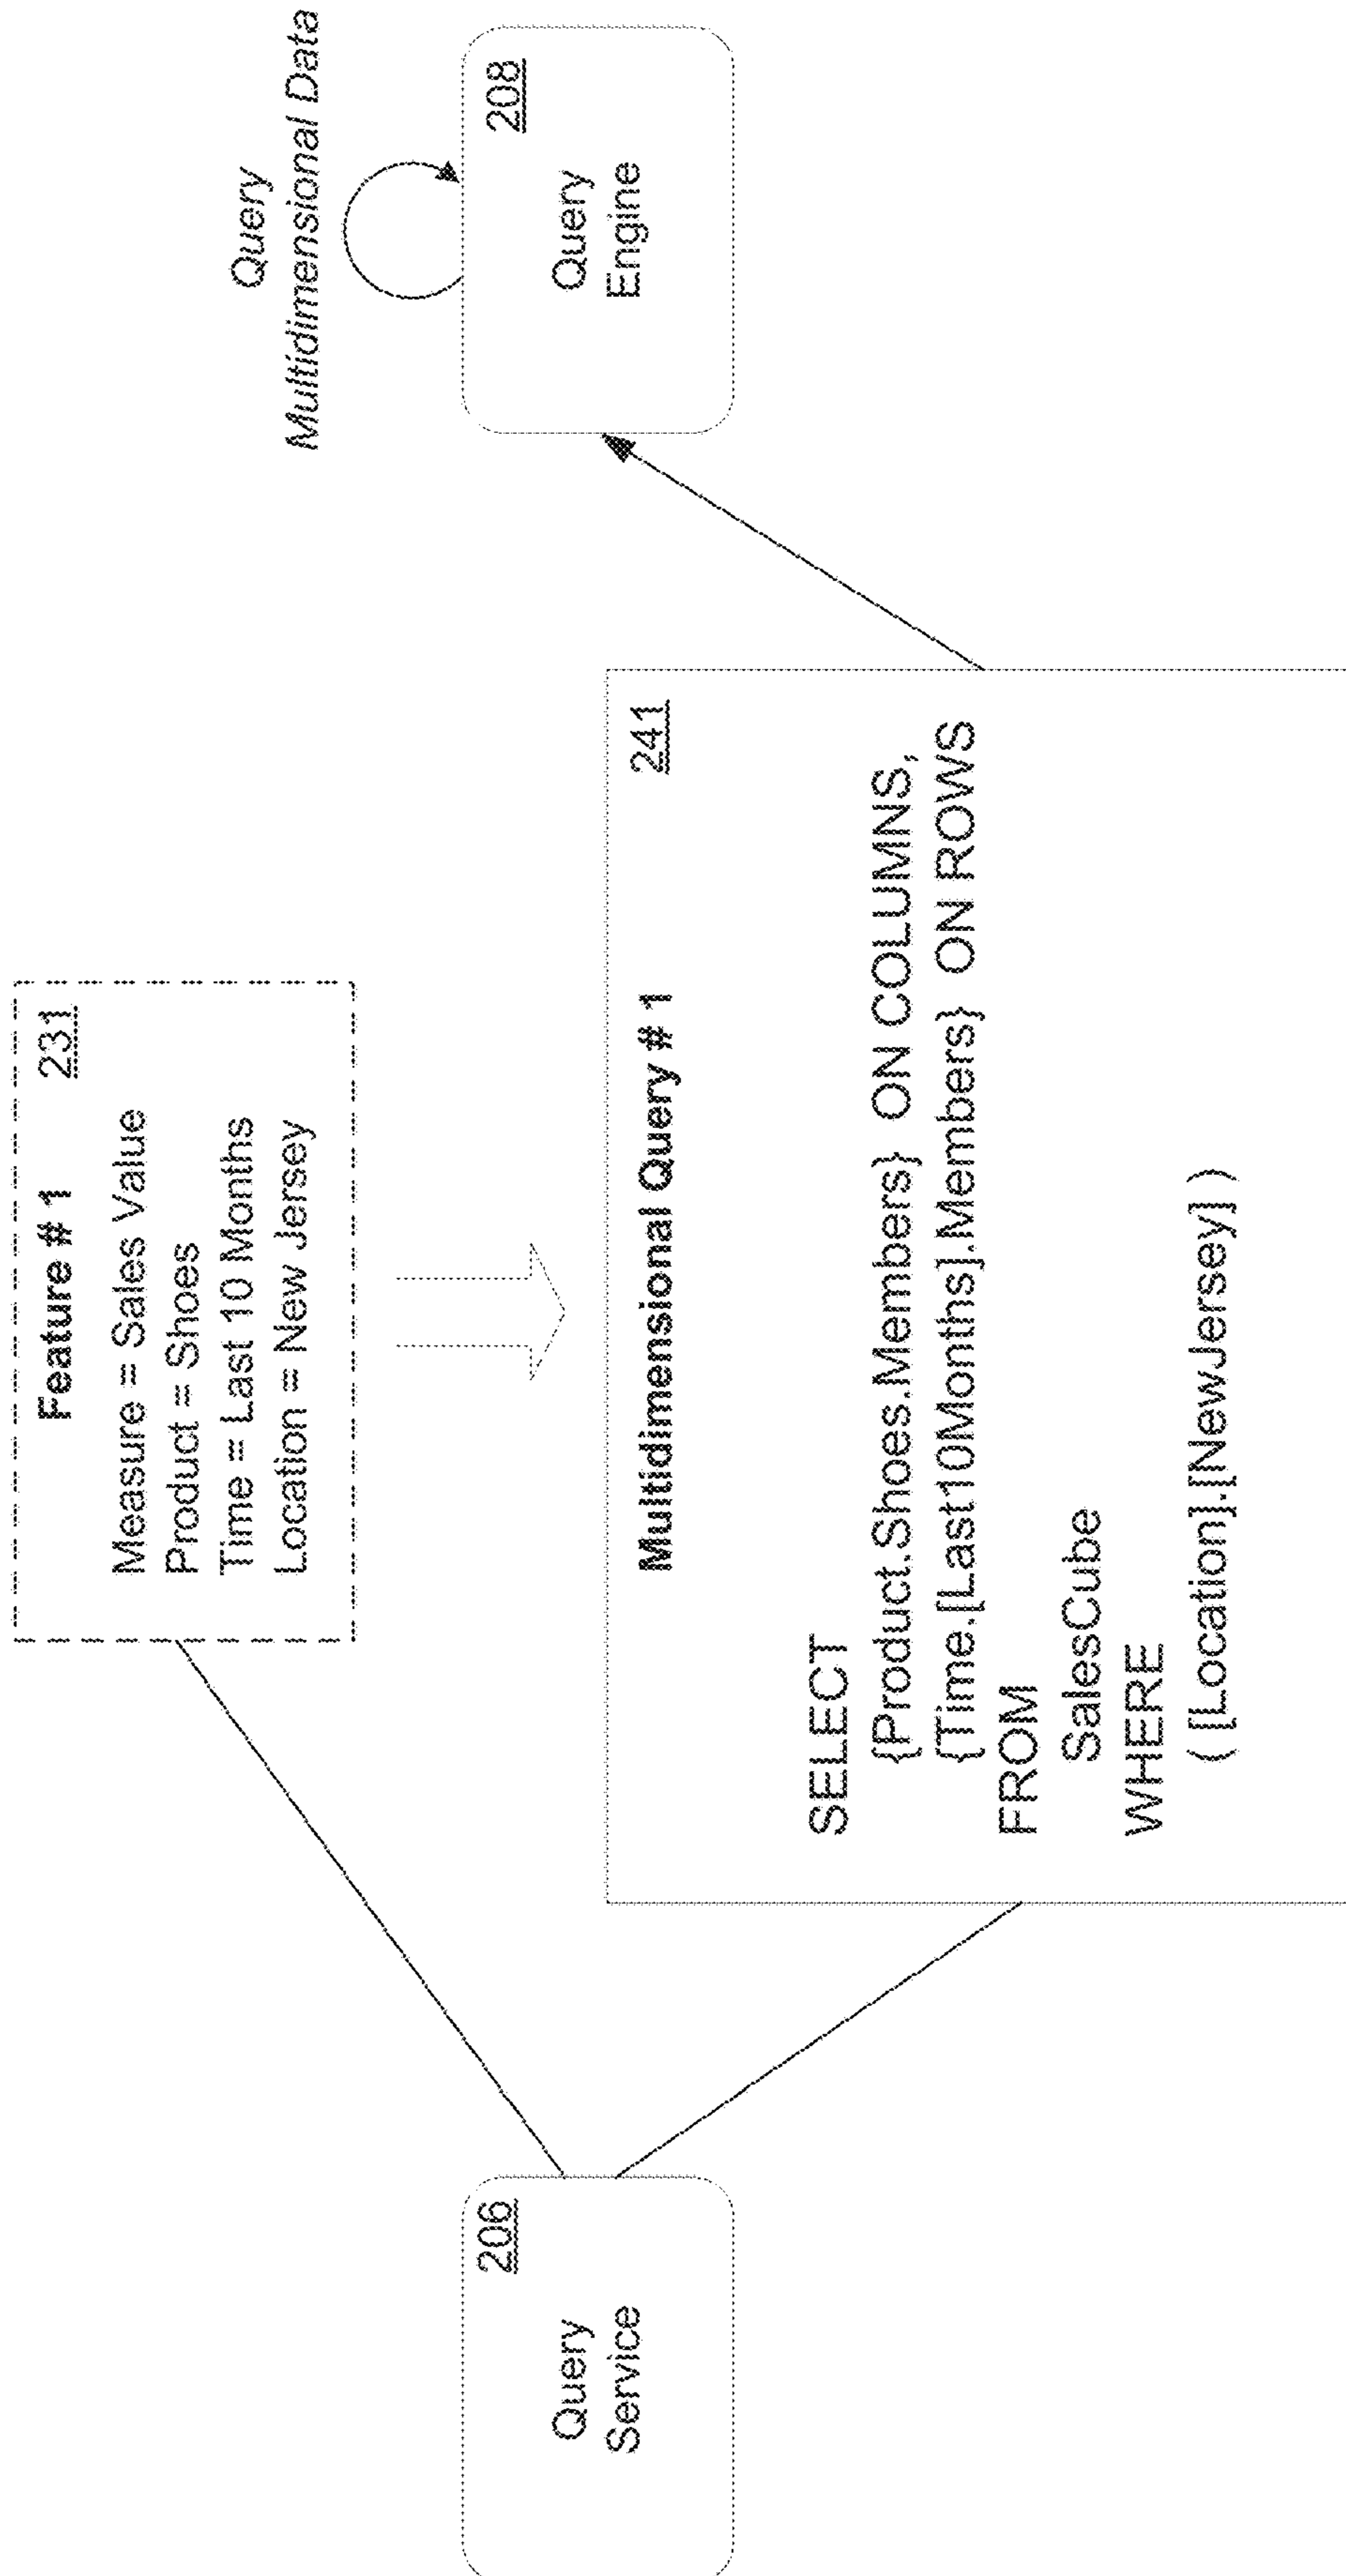 Query
Service
206
Feature # 1
231
Measure = Sales Value
Product = Shoes
Time = Last 10 Months
Location = New Jersey
Multidimensional Query # 1
241
SELECT
{Product.Shoes.Members} ON COLUMNS,
{Time.[Last10Months].Members} ON ROWS
FROM
SalesCube
WHERE
( [Location].[NewJersey] )
Query
Multidimensional Data
208
Query
Engine